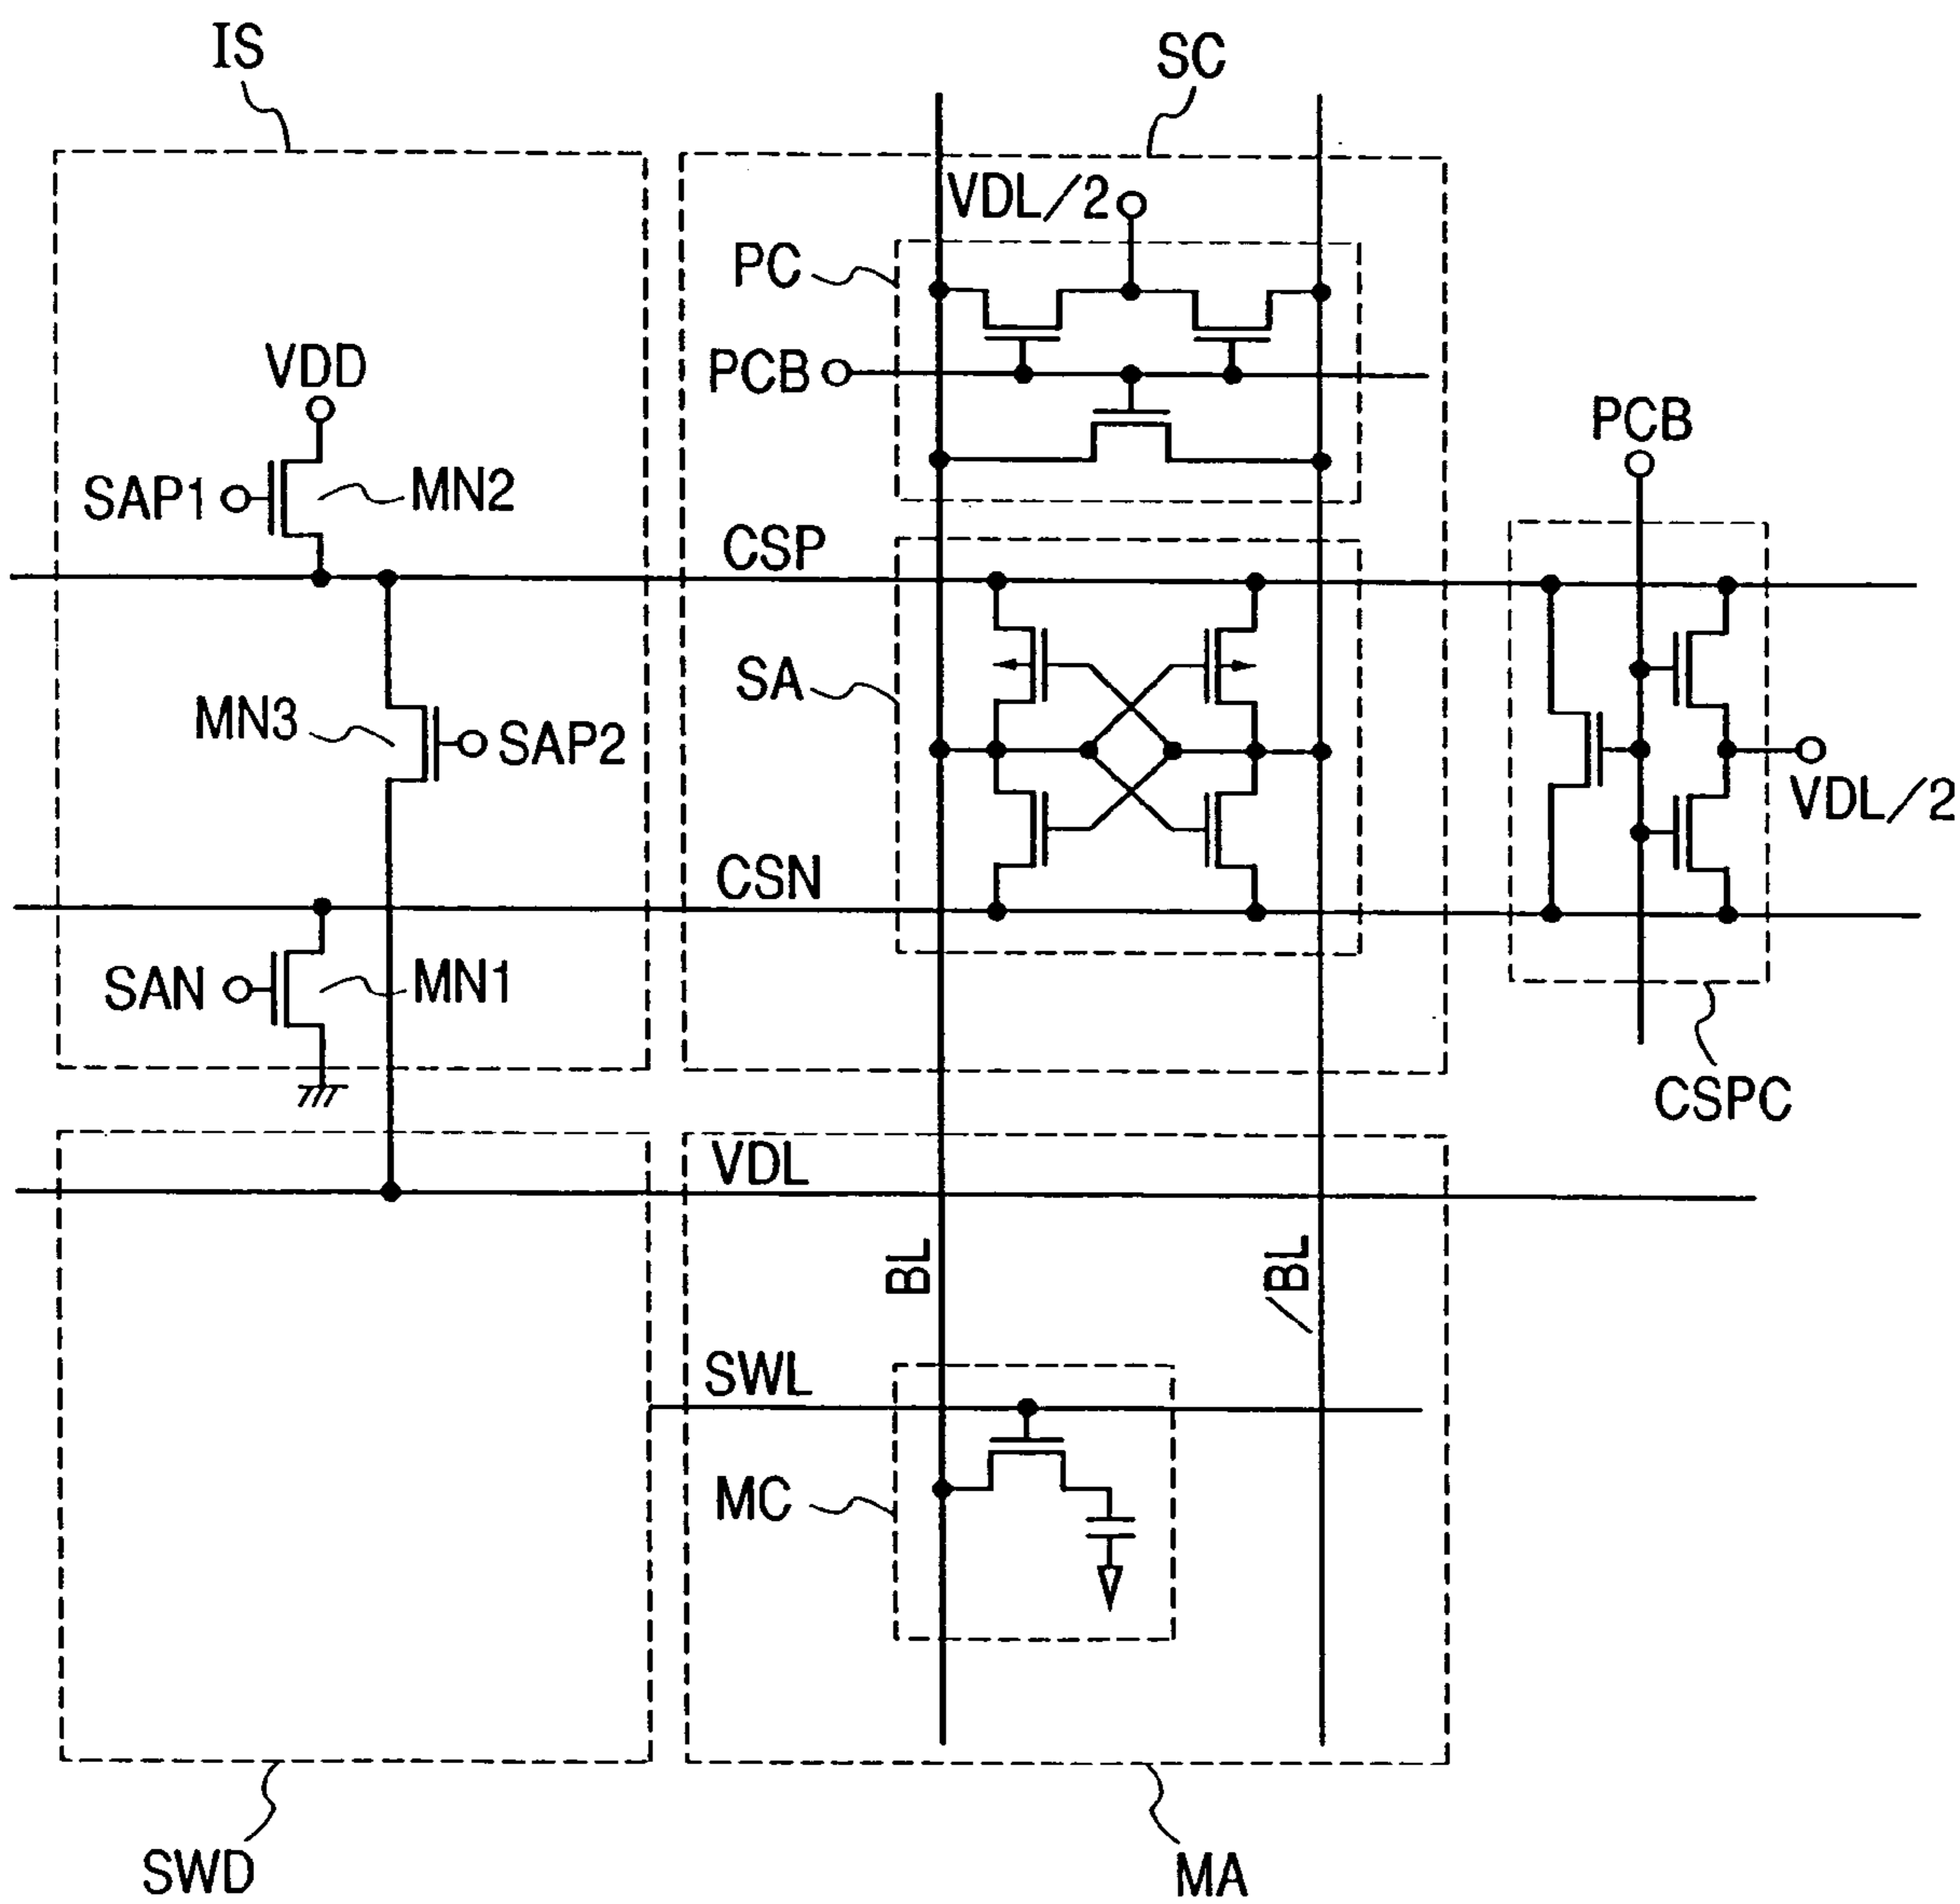 IS
SC
VDL/2
PC
PCB
VDD
PCB
SAP1
MN2
CSP
SA
MN3
SAP2
VDL/2
CSN
SAN
MN1
CSPC
VDL
BL
/BL
SWL
MC
SWD
MA